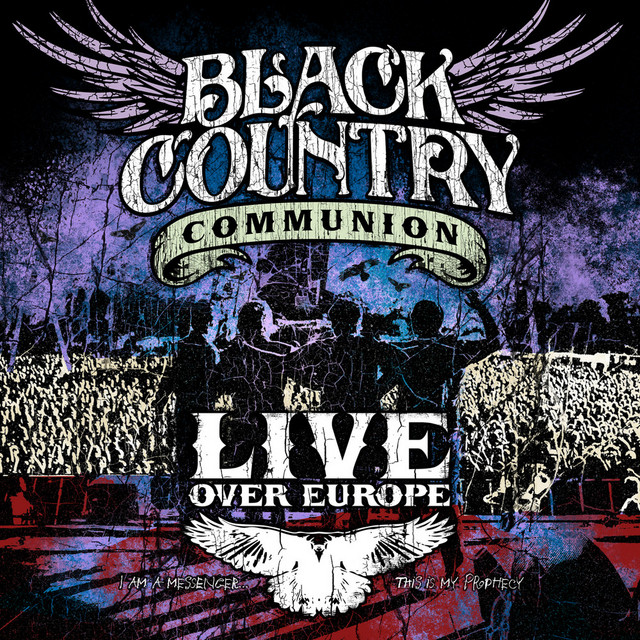 BLACK
COUNTRY
COMMUNION
LIVE
OVER EUROPE
I AM A MESSENGER... THIS IS MY PROPHECY